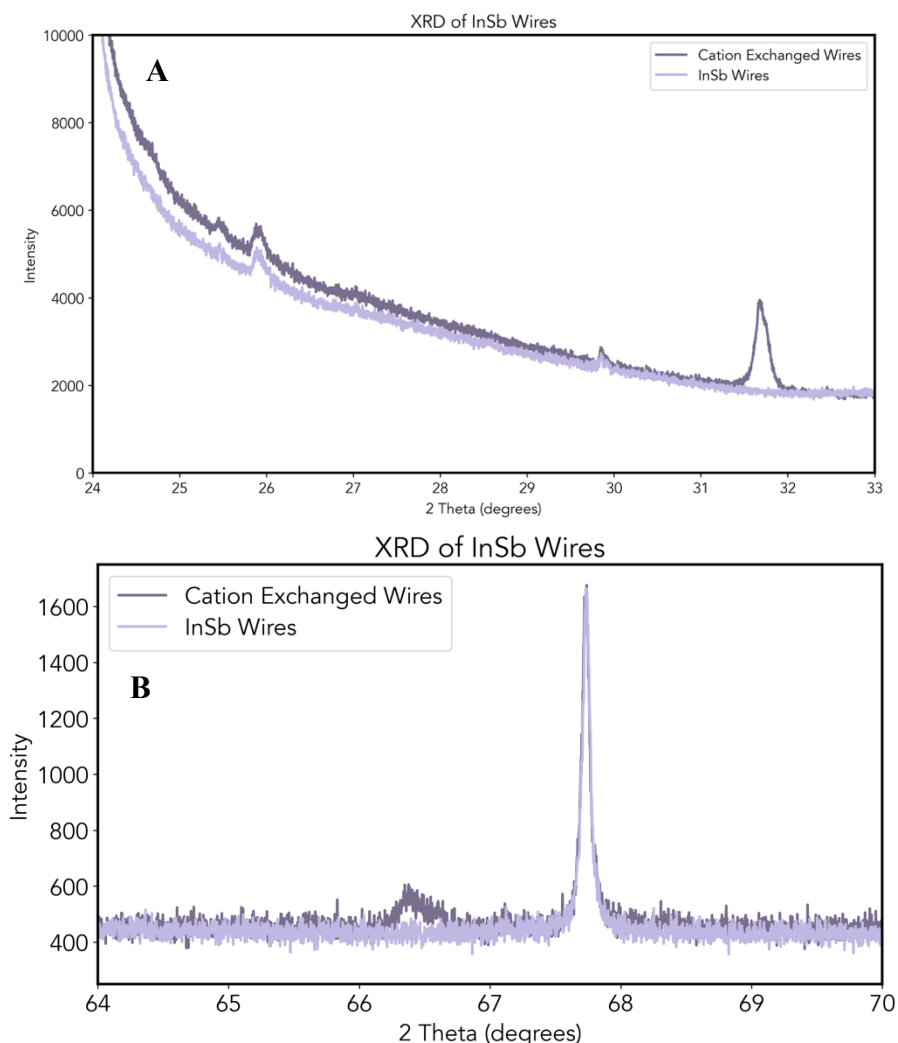 XRD of InSb Wires
10000
8000
6000
4000
2000
0
Intensity
A
Cation Exchanged Wires
InSb Wires
24 25 26 27 28 29 30 31 32 33
2 Theta (degrees)
XRD of InSb Wires
1600
1400
1200
1000
800
600
400
Intensity
Cation Exchanged Wires
InSb Wires
B
64 65 66 67 68 69 70
2 Theta (degrees)